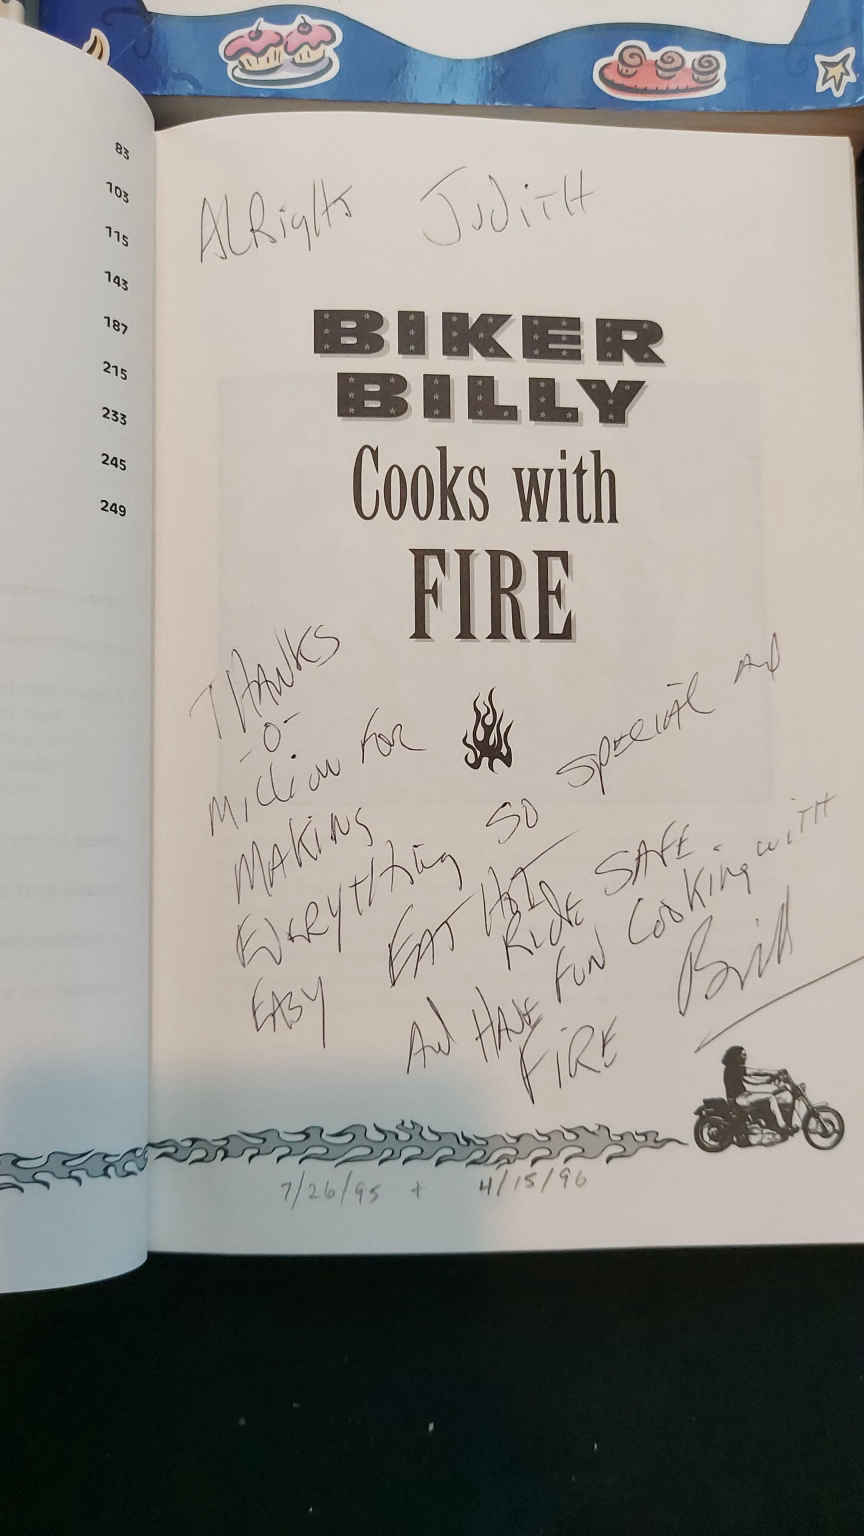 83
103
115
143
187
215
233
245
249
ALRight Judith
BIKER
BILLY
Cooks with
FIRE
THANKS
-O-
Million For
MAKING
EVERYthing SO Special And
EASY EAT HOT
RIDE SAFE
And HAVE FUN Cooking with
FIRE Bill
7/26/95 + 4/15/96